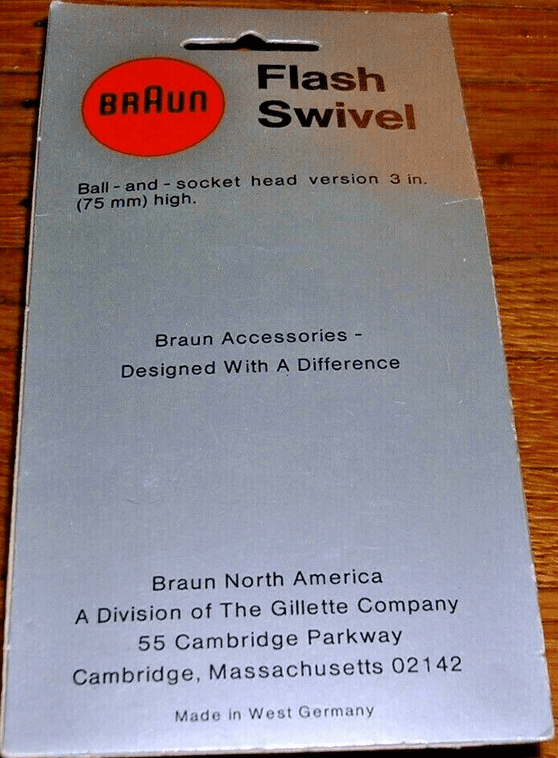 BRAUN
Flash
Swivel
Ball - and - socket head version 3 in.
(75 mm) high.
Braun Accessories -
Designed With A Difference
Braun North America
A Division of The Gillette Company
55 Cambridge Parkway
Cambridge, Massachusetts 02142
Made in West Germany